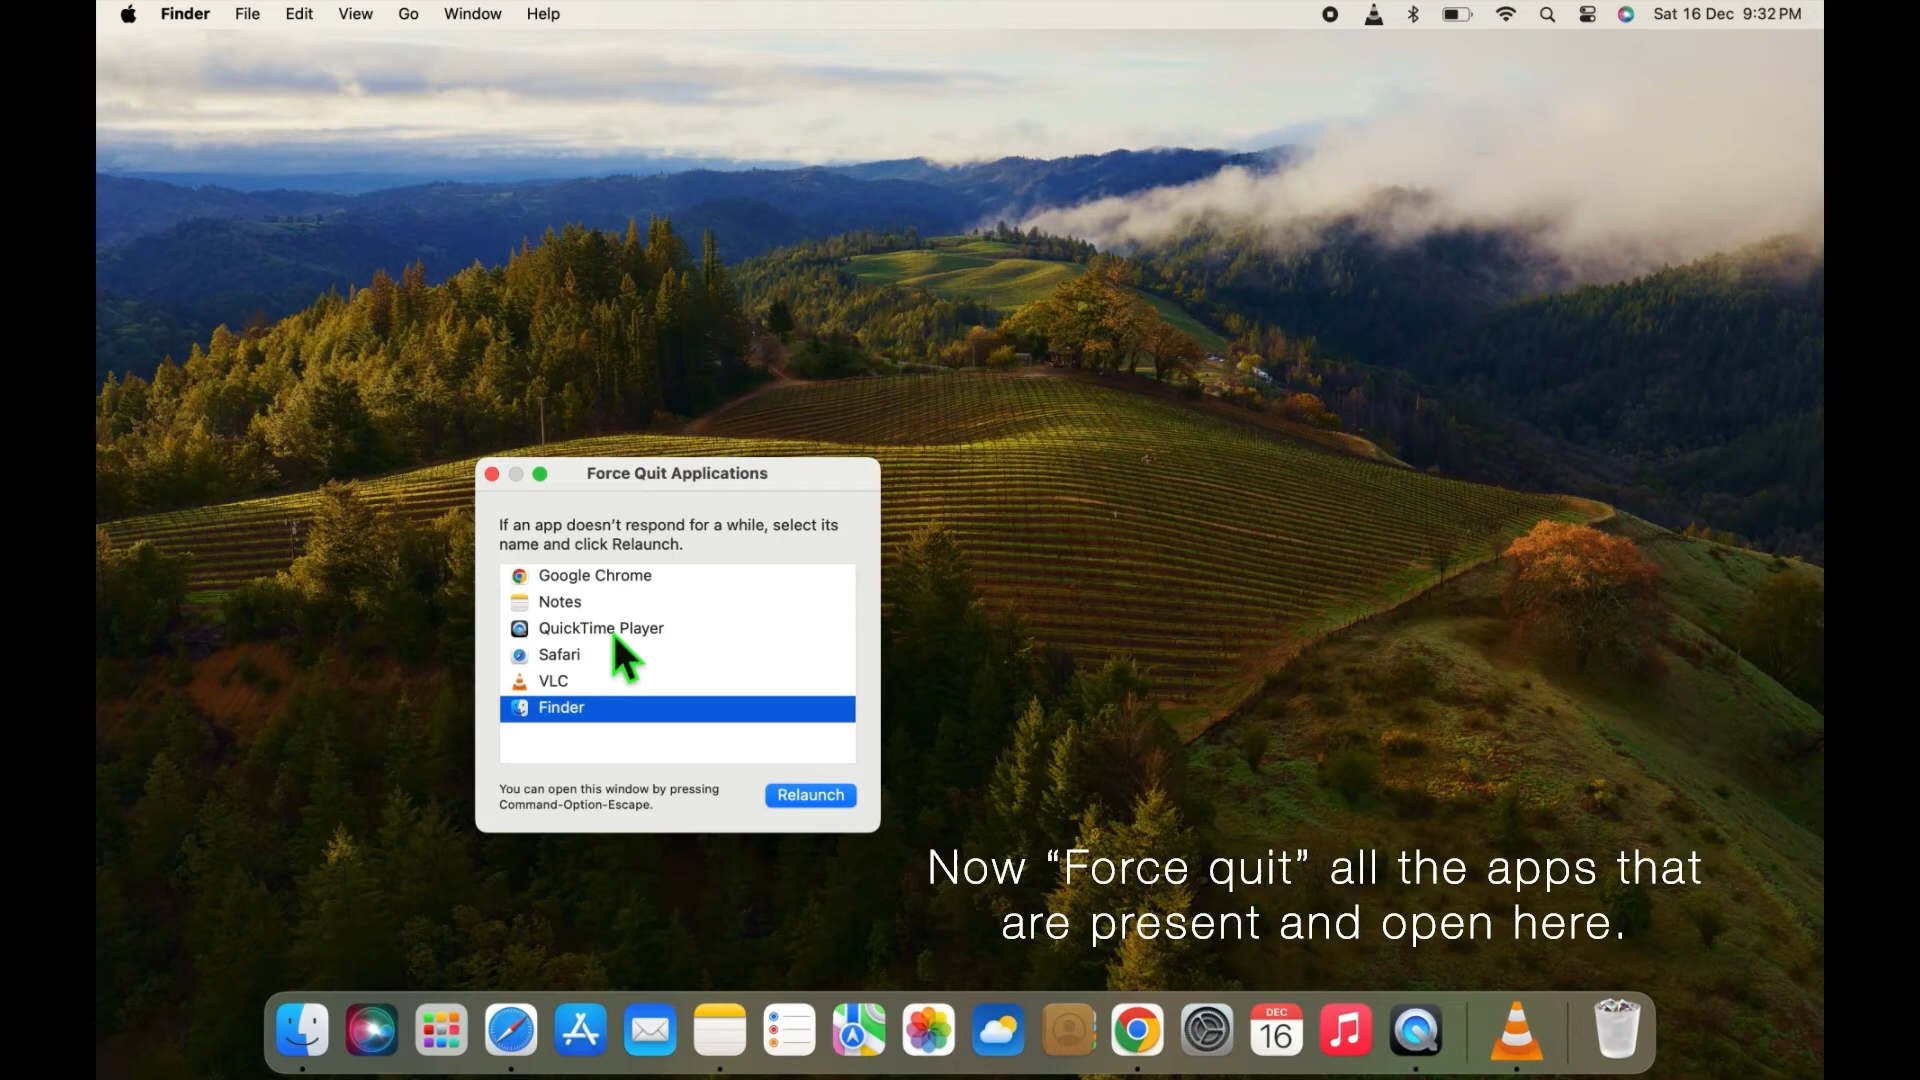 Finder File Edit View Go Window Help Sat 16 Dec 9:32 PM
Force Quit Applications
If an app doesn't respond for a while, select its
name and click Relaunch.
Google Chrome
Notes
QuickTime Player
Safari
VLC
Finder
You can open this window by pressing
Command-Option-Escape.
Relaunch
Now “Force quit” all the apps that
are present and open here.
DEC
16